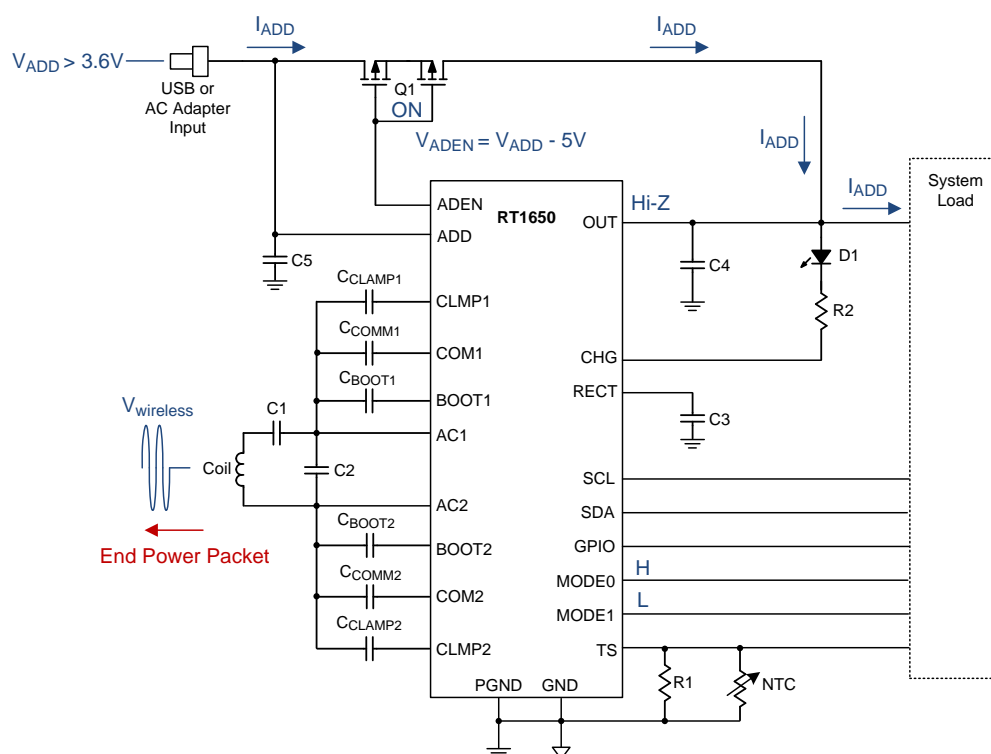 I_ADD
I_ADD
V_ADD > 3.6V
USB or
AC Adapter
Input
Q1
ON
V_ADEN = V_ADD - 5V
I_ADD
I_ADD
System
Load
RT1650
ADEN
ADD
OUT
Hi-Z
C5
C4
D1
R2
C_CLAMP1
CLMP1
C_COMM1
COM1
CHG
C_BOOT1
BOOT1
RECT
C3
V_wireless
C1
AC1
Coil
C2
SCL
AC2
SDA
C_BOOT2
BOOT2
GPIO
End Power Packet
C_COMM2
COM2
MODE0
H
MODE1
L
C_CLAMP2
CLMP2
TS
PGND
GND
R1
NTC